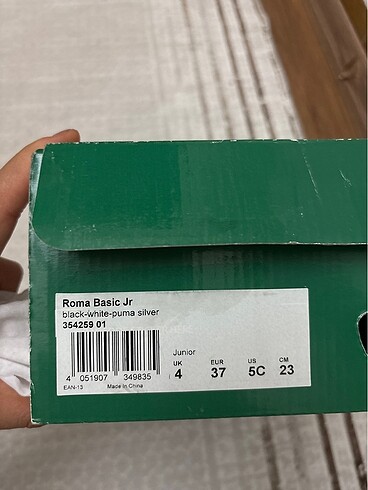 Roma Basic Jr
black-white-puma silver
354259 01
4 051907 349835
EAN-13 Made in China
Junior
UK EUR US CM
4 37 5C 23